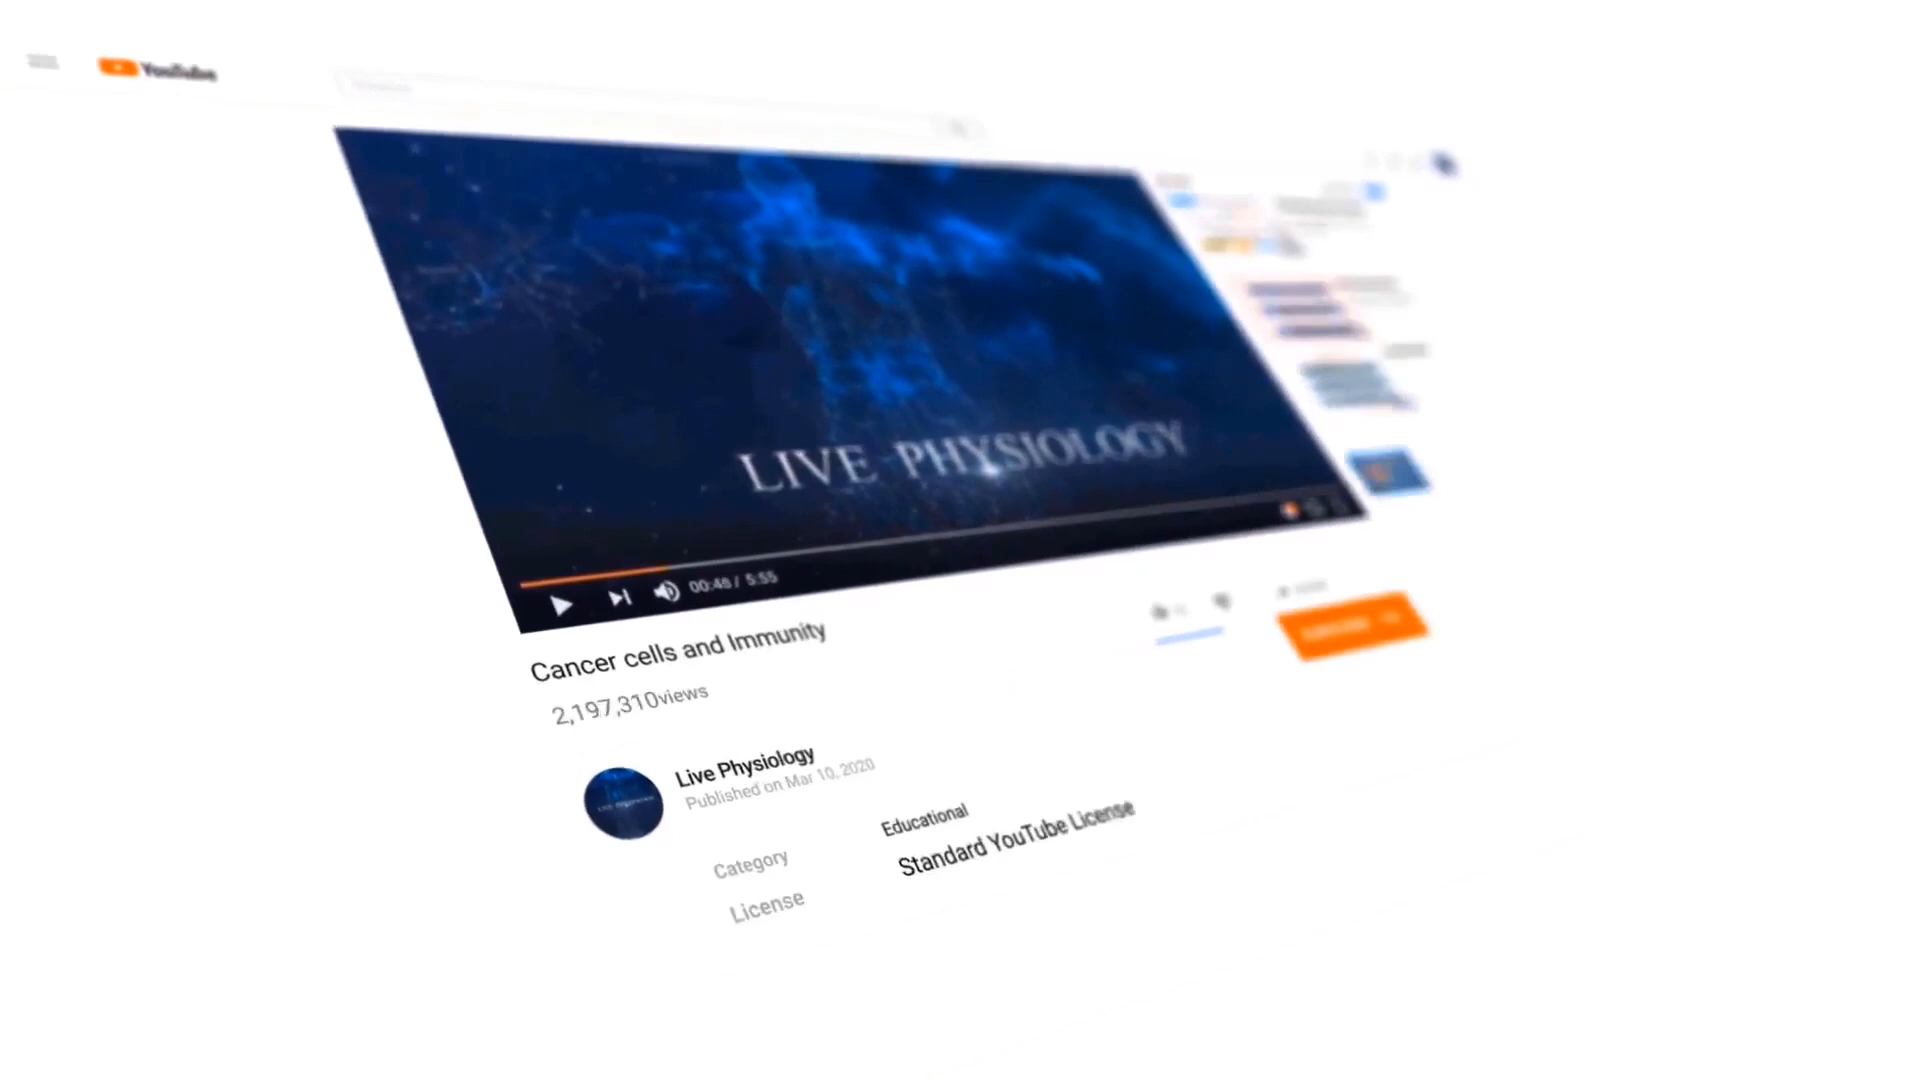 YouTube
LIVE PHYSIOLOGY
00:48 / 5:55
Cancer cells and Immunity
2,197,310views
Live Physiology
Published on Mar 10, 2020
Category
Educational
License
Standard YouTube License